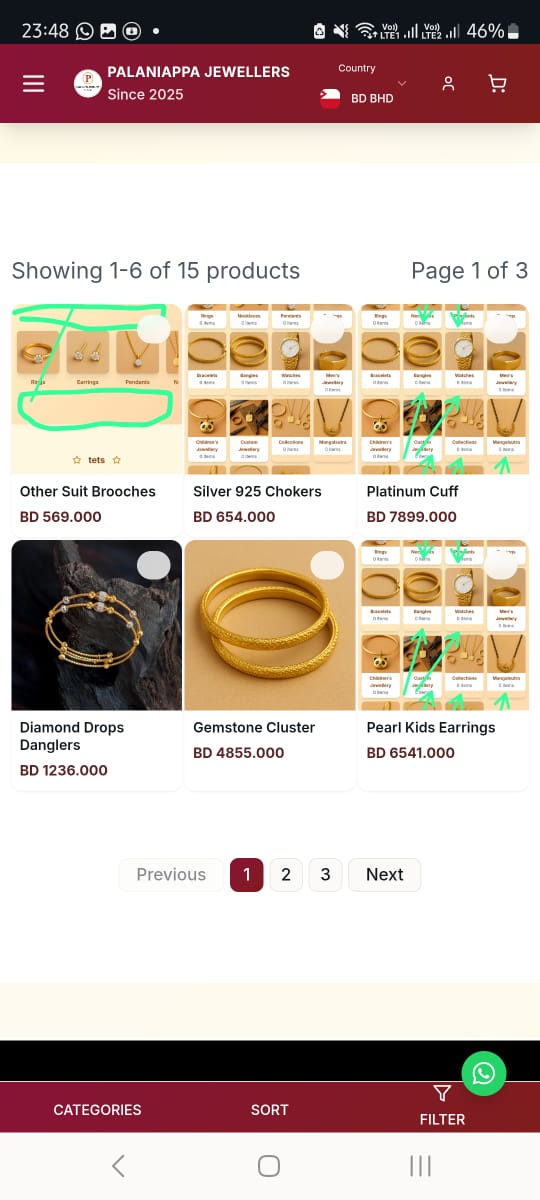 23:48
46%
Country
PALANIAPPA JEWELLERS
Since 2025
BD BHD
Showing 1-6 of 15 products
Page 1 of 3
Rings
Earrings
Pendants
tets
Rings
Necklaces
Pendants
0 items
0 items
0 items
0 items
Bracelets
Bangles
Watches
Men's Jewellery
0 items
0 items
0 items
0 items
Children's Jewellery
Custom Jewellery
Collections
Mangalsutra
0 items
0 items
0 items
0 items
Other Suit Brooches
BD 569.000
Silver 925 Chokers
BD 654.000
Platinum Cuff
BD 7899.000
Diamond Drops
Danglers
BD 1236.000
Gemstone Cluster
BD 4855.000
Pearl Kids Earrings
BD 6541.000
Previous
1
2
3
Next
CATEGORIES
SORT
FILTER